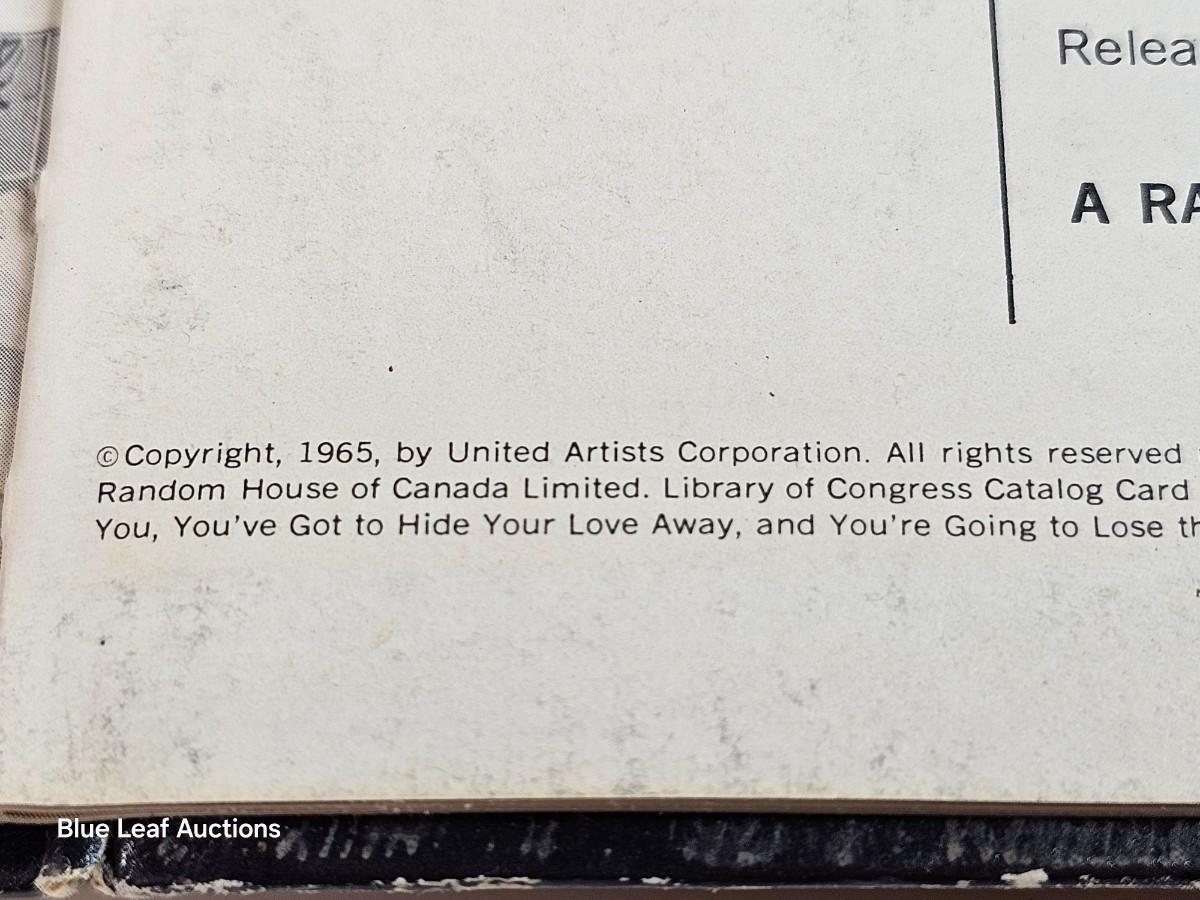 Relea
A RA
©Copyright, 1965, by United Artists Corporation. All rights reserved
Random House of Canada Limited. Library of Congress Catalog Card
You, You've Got to Hide Your Love Away, and You're Going to Lose th
Blue Leaf Auctions